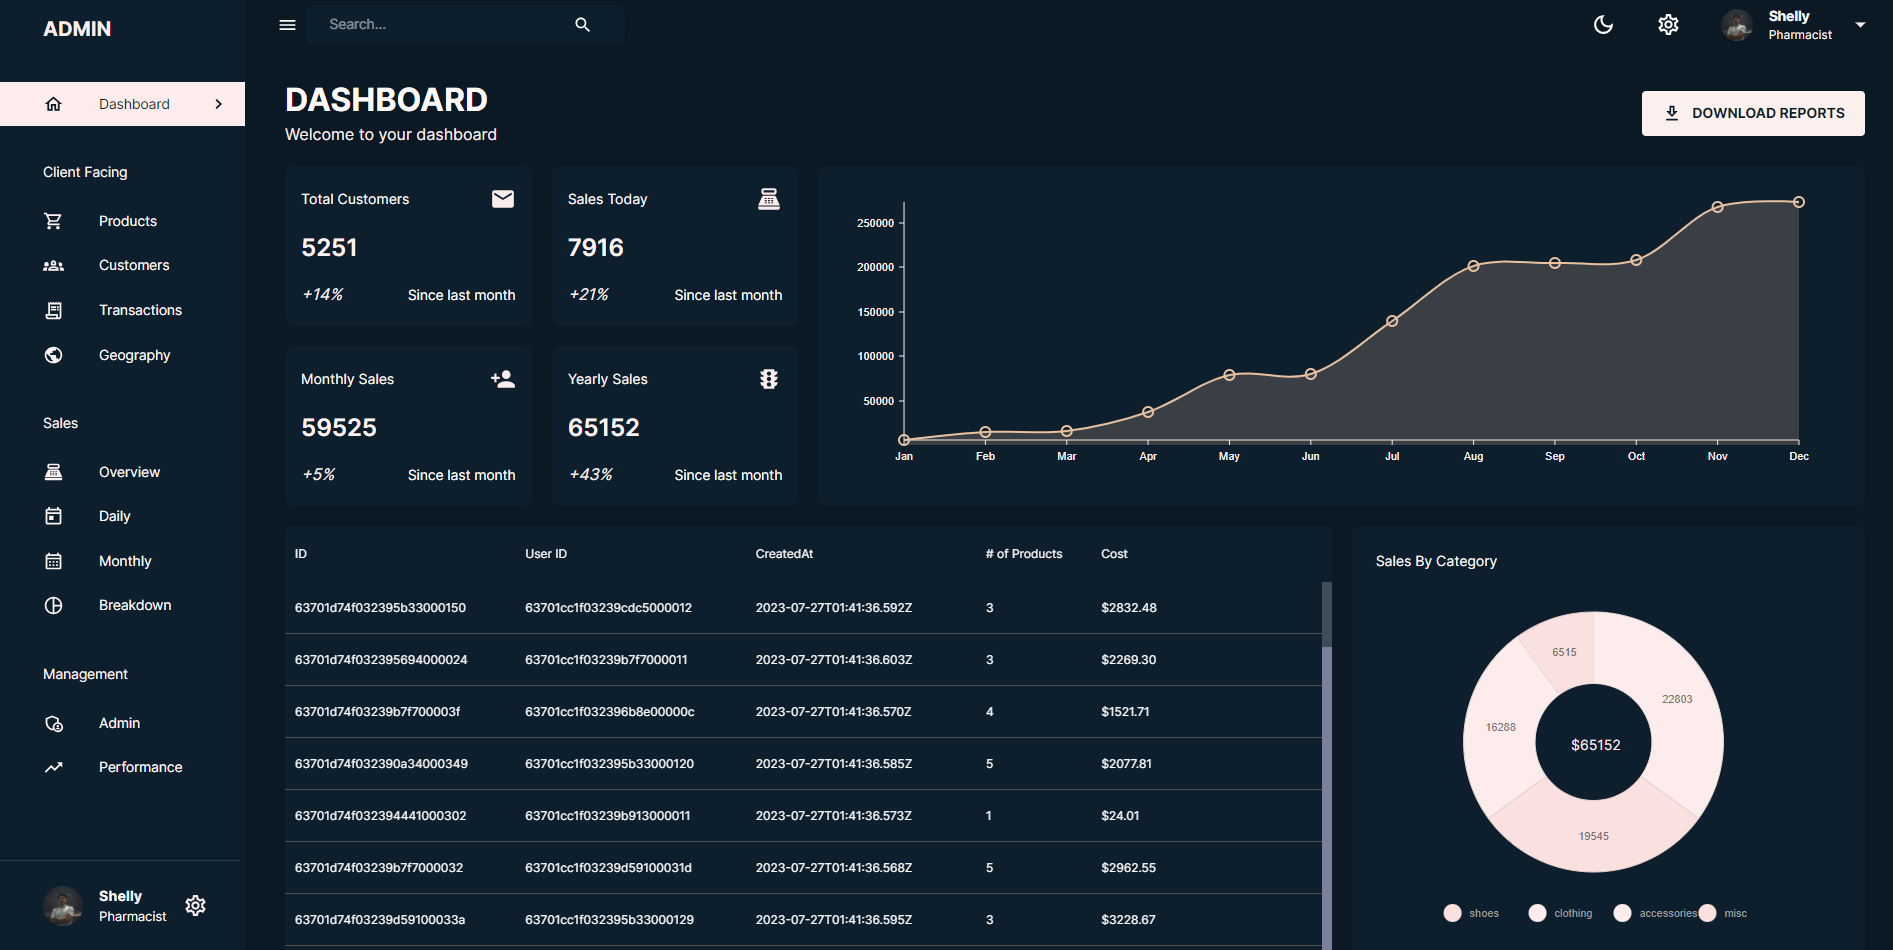 ADMIN
Search...
Shelly
Pharmacist
Dashboard
Client Facing
Products
Customers
Transactions
Geography
Sales
Overview
Daily
Monthly
Breakdown
Management
Admin
Performance
Shelly
Pharmacist
DASHBOARD
Welcome to your dashboard
DOWNLOAD REPORTS
Total Customers
5251
+14% Since last month
Sales Today
7916
+21% Since last month
Monthly Sales
59525
+5% Since last month
Yearly Sales
65152
+43% Since last month
250000
200000
150000
100000
50000
Jan Feb Mar Apr May Jun Jul Aug Sep Oct Nov Dec
ID User ID CreatedAt # of Products Cost
63701d74f032395b33000150 63701cc1f03239cdc5000012 2023-07-27T01:41:36.592Z 3 $2832.48
63701d74f032395694000024 63701cc1f03239b7f7000011 2023-07-27T01:41:36.603Z 3 $2269.30
63701d74f03239b7f700003f 63701cc1f032396b8e00000c 2023-07-27T01:41:36.570Z 4 $1521.71
63701d74f032390a34000349 63701cc1f032395b33000120 2023-07-27T01:41:36.585Z 5 $2077.81
63701d74f032394441000302 63701cc1f03239b913000011 2023-07-27T01:41:36.573Z 1 $24.01
63701d74f03239b7f7000032 63701cc1f03239d59100031d 2023-07-27T01:41:36.568Z 5 $2962.55
63701d74f03239d59100033a 63701cc1f032395b33000129 2023-07-27T01:41:36.595Z 3 $3228.67
Sales By Category
6515
22803
16288
$65152
19545
shoes clothing accessories misc